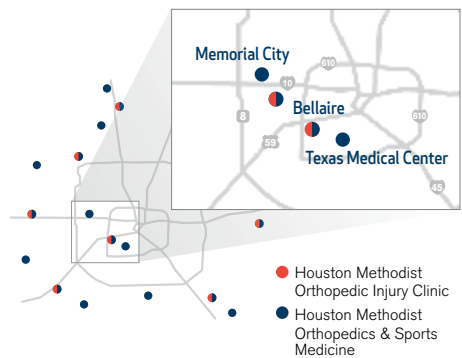 Memorial City
610
10
Bellaire
8
610
59
Texas Medical Center
45
Houston Methodist
Orthopedic Injury Clinic
Houston Methodist
Orthopedics & Sports
Medicine